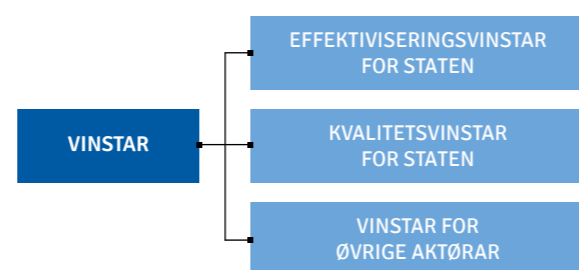 VINSTAR
EFFEKTIVISERINGSVINSTAR
FOR STATEN
KVALITETSVINSTAR
FOR STATEN
VINSTAR FOR
ØVRIGE AKTØRAR